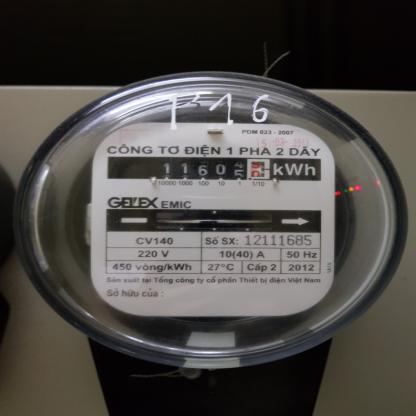 1516
PDM 023 - 2007
CÔNG TƠ ĐIỆN 1 PHA 2 DÂY
11605 kWh
10000 1000 100 10 1 1/10
GELEX EMIC
CV140 Số SX: 12111685
220 V 10(40) A 50 Hz
450 vòng/kWh 27°C Cấp 2 2012
Sản xuất tại Tổng công ty cổ phần Thiết bị điện Việt Nam
Sở hữu của :